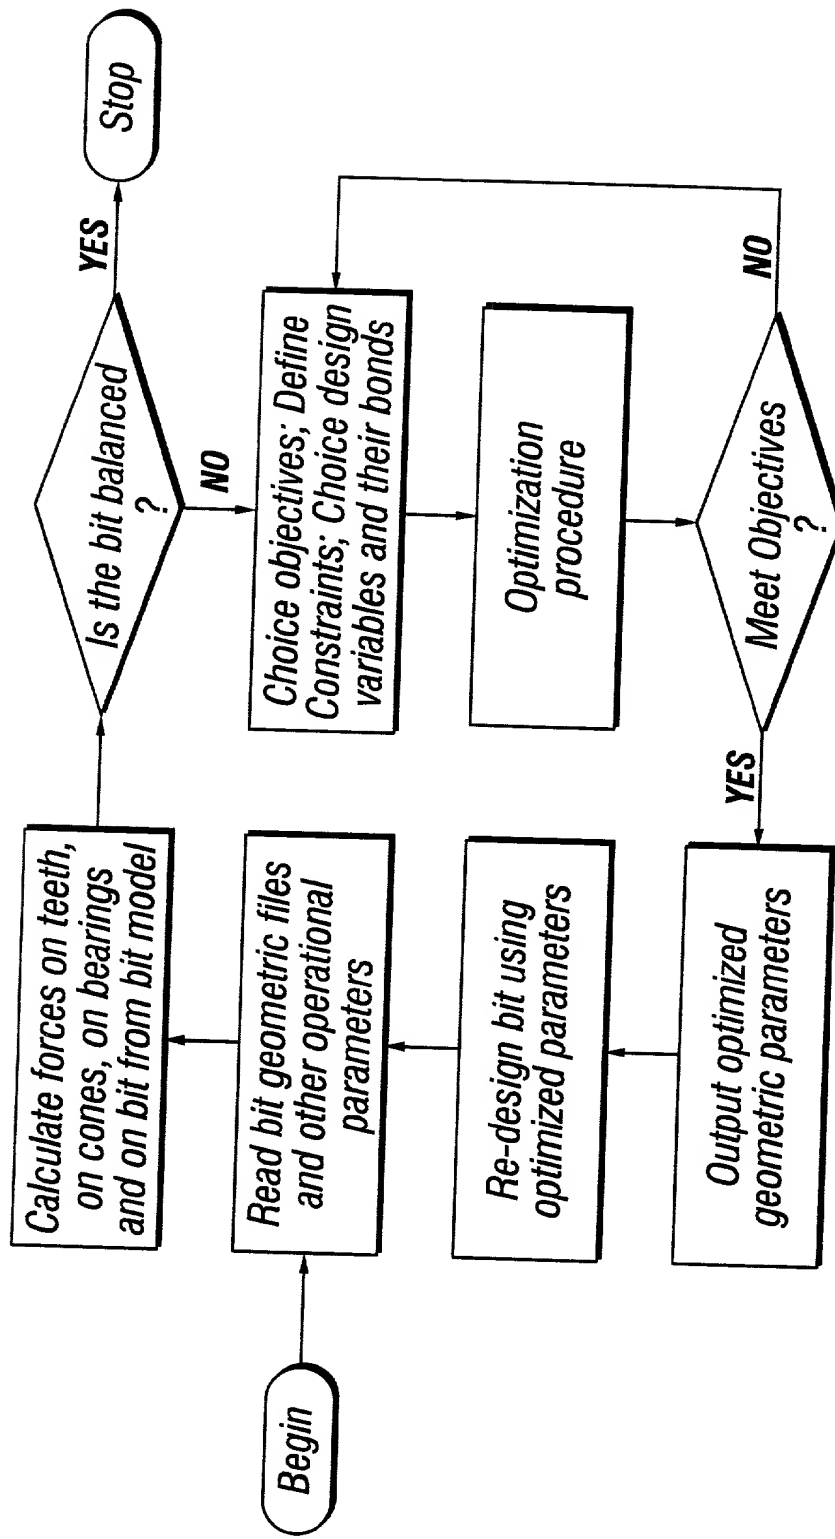 Begin
Read bit geometric files
and other operational
parameters
Calculate forces on teeth,
on cones, on bearings
and on bit from bit model
Is the bit balanced
?
YES
Stop
NO
Choice objectives; Define
Constraints; Choice design
variables and their bonds
Optimization
procedure
Meet Objectives
?
NO
YES
Output optimized
geometric parameters
Re-design bit using
optimized parameters